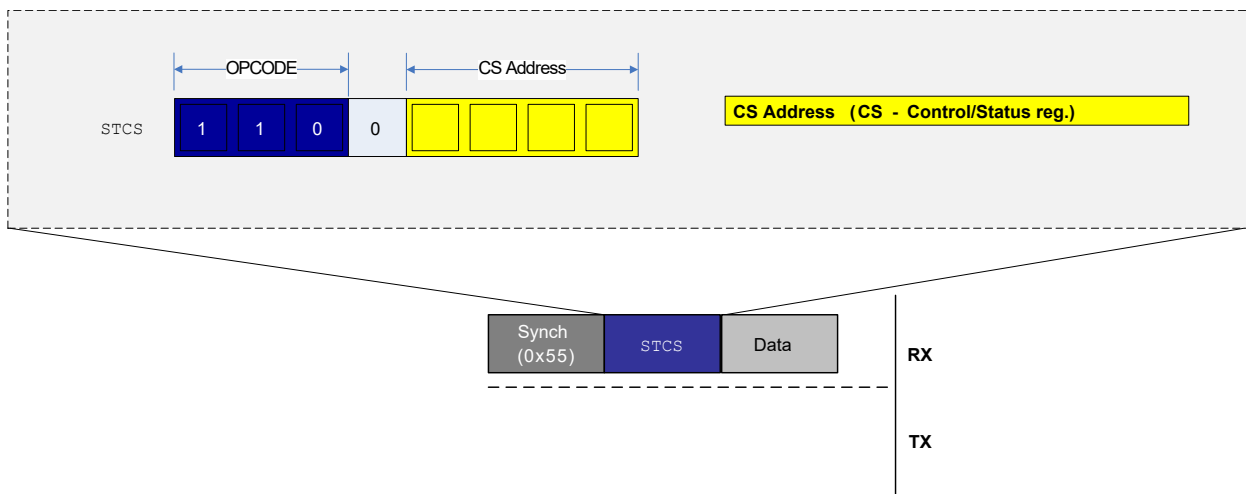 OPCODE
CS Address
STCS
1 1 0 0
CS Address (CS - Control/Status reg.)
Synch
(0x55)
STCS
Data
RX
TX